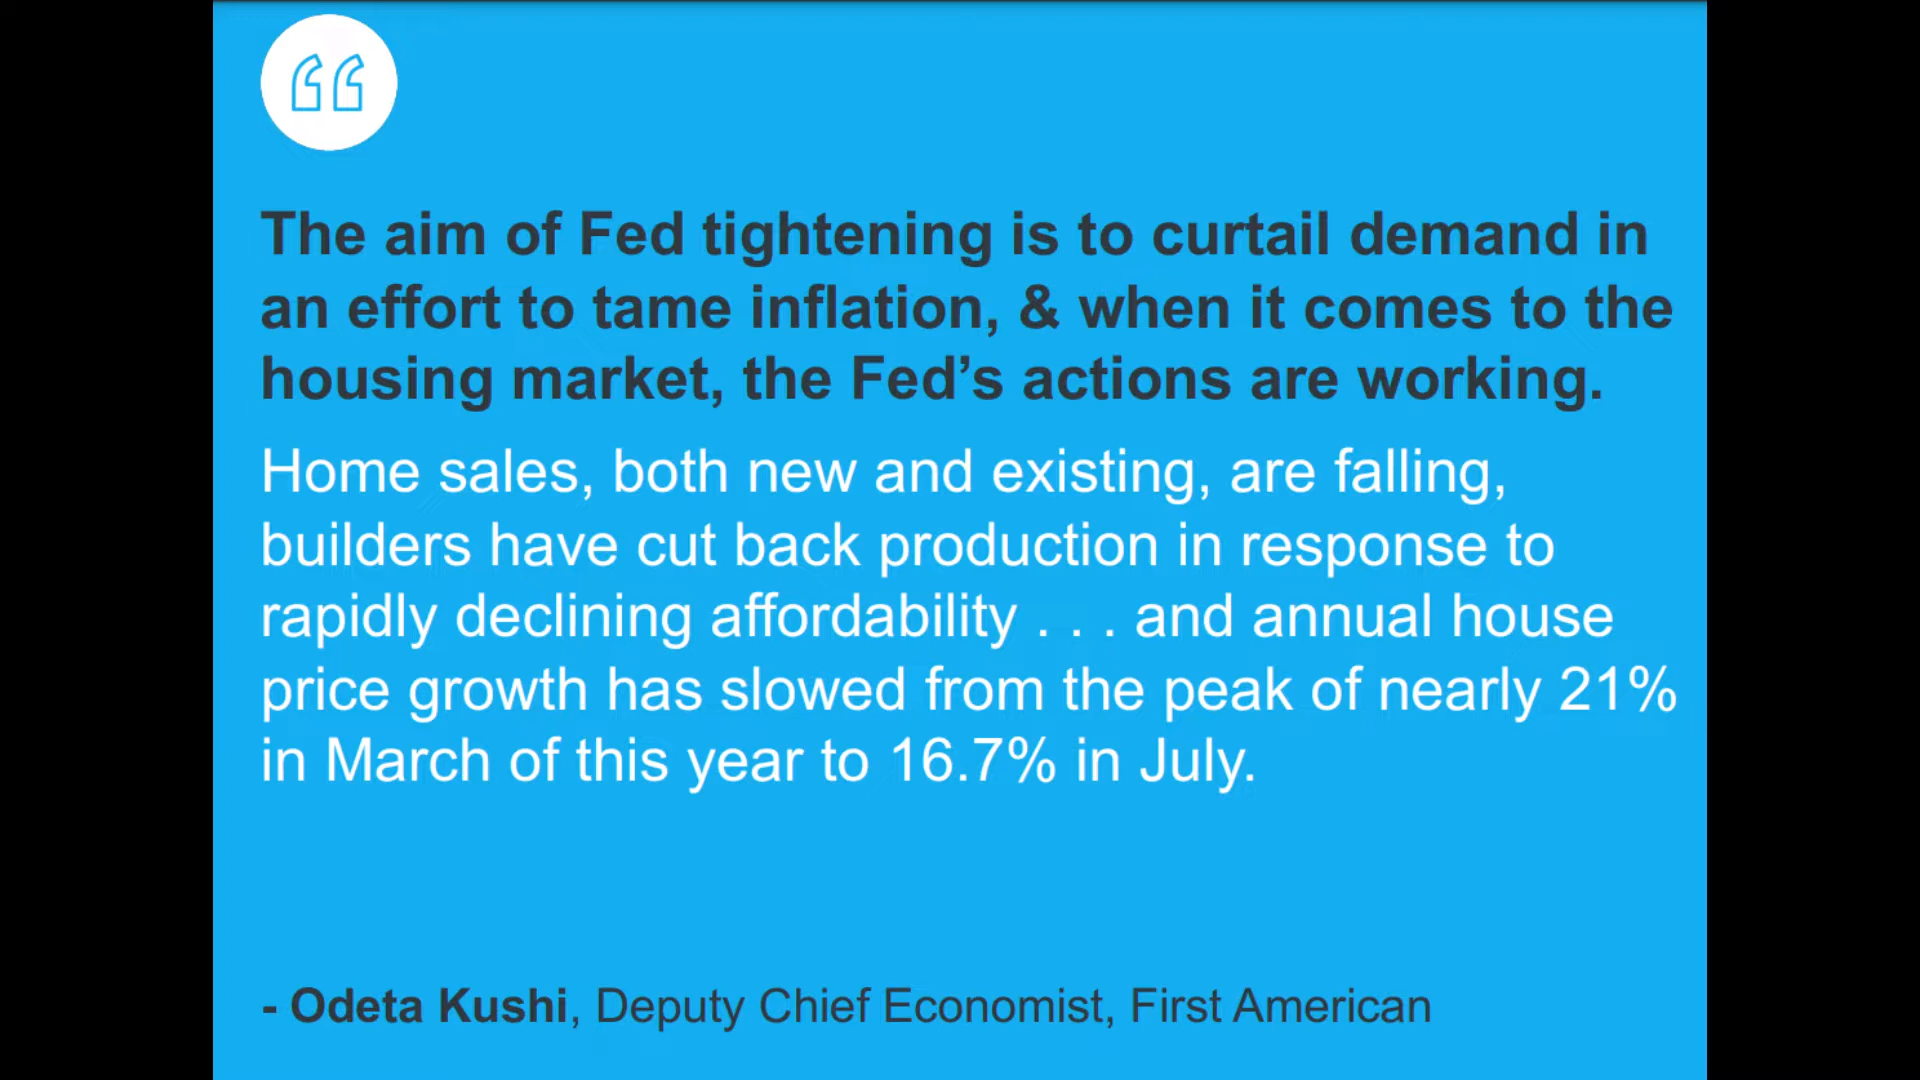 “
The aim of Fed tightening is to curtail demand in
an effort to tame inflation, & when it comes to the
housing market, the Fed’s actions are working.
Home sales, both new and existing, are falling,
builders have cut back production in response to
rapidly declining affordability . . . and annual house
price growth has slowed from the peak of nearly 21%
in March of this year to 16.7% in July.
- Odeta Kushi, Deputy Chief Economist, First American